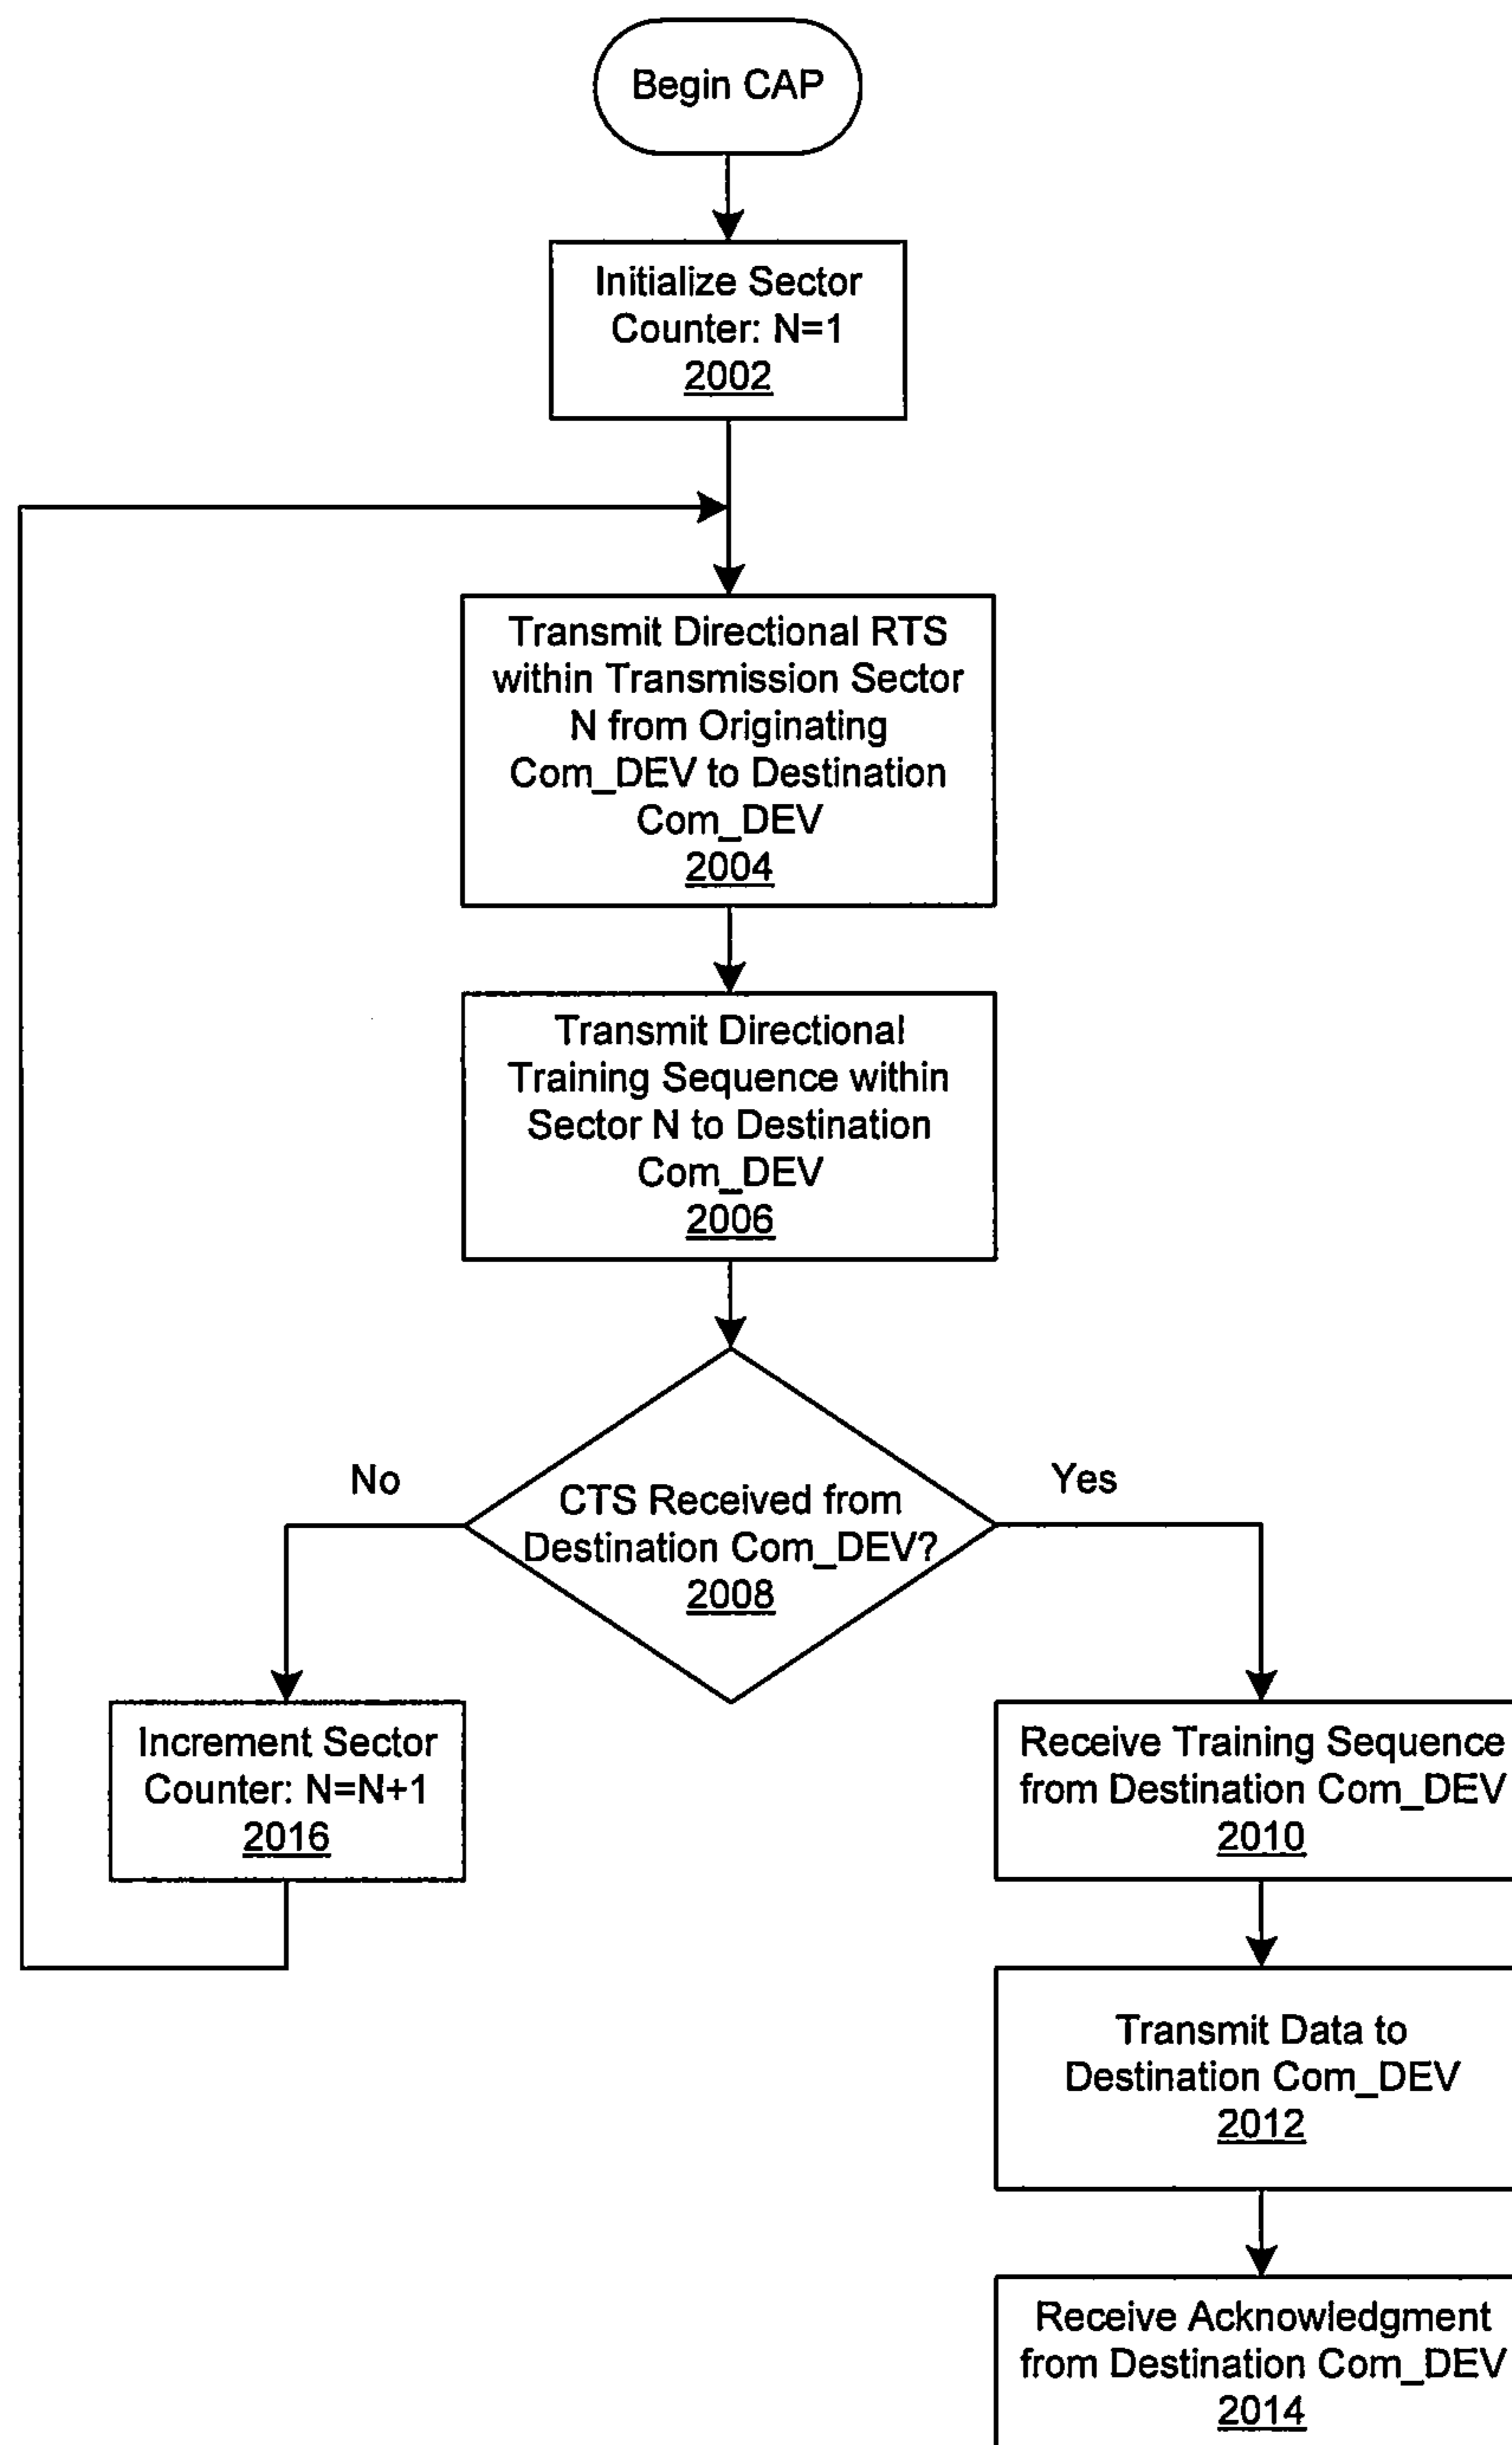 Begin CAP
Initialize Sector
Counter: N=1
2002
Transmit Directional RTS
within Transmission Sector
N from Originating
Com_DEV to Destination
Com_DEV
2004
Transmit Directional
Training Sequence within
Sector N to Destination
Com_DEV
2006
No
Yes
CTS Received from
Destination Com_DEV?
2008
Increment Sector
Counter: N=N+1
2016
Receive Training Sequence
from Destination Com_DEV
2010
Transmit Data to
Destination Com_DEV
2012
Receive Acknowledgment
from Destination Com_DEV
2014